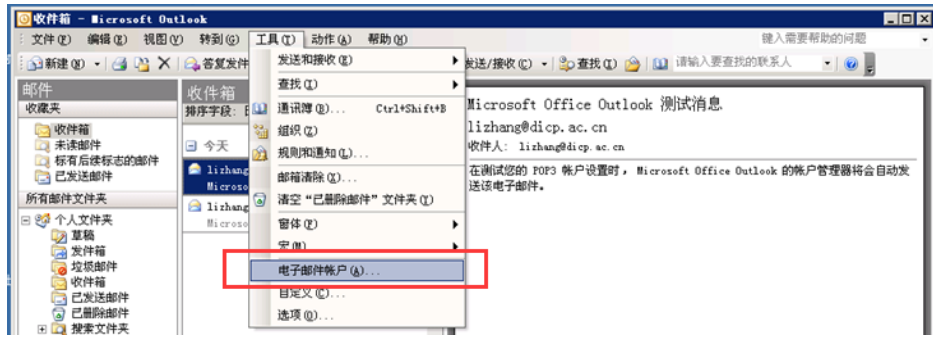 收件箱 - Microsoft Outlook
文件(F) 编辑(E) 视图(V) 转到(G) 工具(T) 动作(A) 帮助(H) 键入需要帮助的问题
新建(N) 答复发件 发送/接收(C) 查找(I) 请输入要查找的联系人
邮件
收藏夹
收件箱
未读邮件
标有后续标志的邮件
已发送邮件
所有邮件文件夹
个人文件夹
草稿
发件箱
垃圾邮件
收件箱
已发送邮件
已删除邮件
搜索文件夹
收件箱
排序字段:
今天
lizhang
Microso
lizhang
Microso
发送和接收(E)
查找(I)
通讯簿(B)... Ctrl+Shift+B
组织(Z)
规则和通知(L)...
邮箱清除(X)...
清空“已删除邮件”文件夹(Y)
窗体(F)
宏(M)
电子邮件帐户(A)...
自定义(C)...
选项(O)...
Microsoft Office Outlook 测试消息
lizhang@dicp.ac.cn
收件人: lizhang@dicp.ac.cn
在测试您的 POP3 帐户设置时, Microsoft Office Outlook 的帐户管理器将会自动发
送该电子邮件。